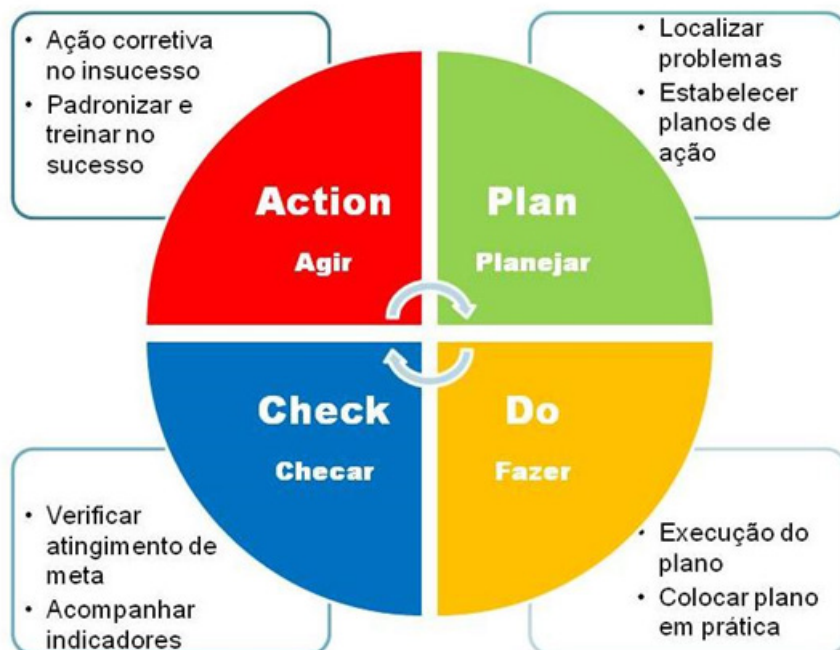 • Ação corretiva
no insucesso
• Padronizar e
treinar no
sucesso
• Localizar
problemas
• Estabelecer
planos de
ação
Action
Agir
Plan
Planejar
Check
Checar
Do
Fazer
• Verificar
atingimento de
meta
• Acompanhar
indicadores
• Execução do
plano
• Colocar plano
em prática